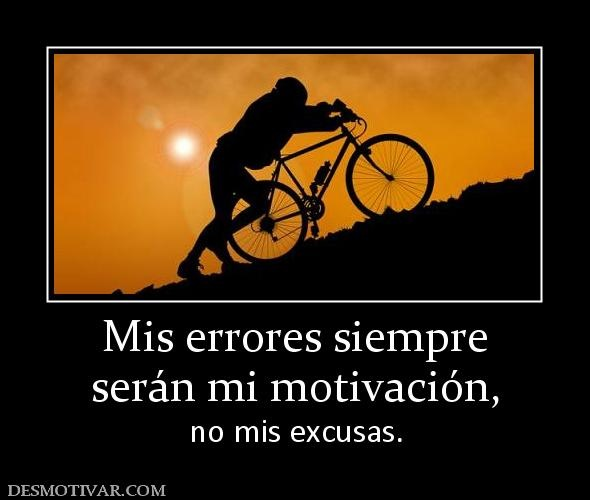 Mis errores siempre
serán mi motivación,
no mis excusas.
DESMOTIVAR.COM